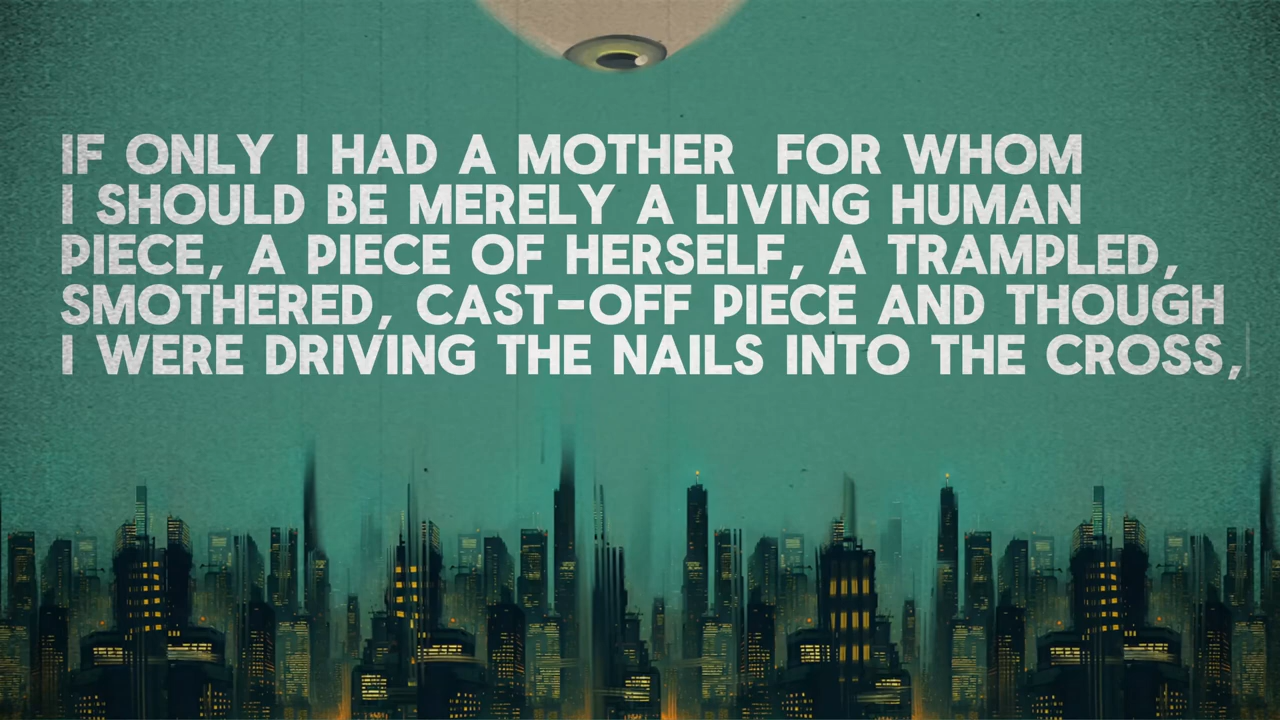 IF ONLY I HAD A MOTHER FOR WHOM
I SHOULD BE MERELY A LIVING HUMAN
PIECE, A PIECE OF HERSELF, A TRAMPLED,
SMOTHERED, CAST-OFF PIECE AND THOUGH
I WERE DRIVING THE NAILS INTO THE CROSS,